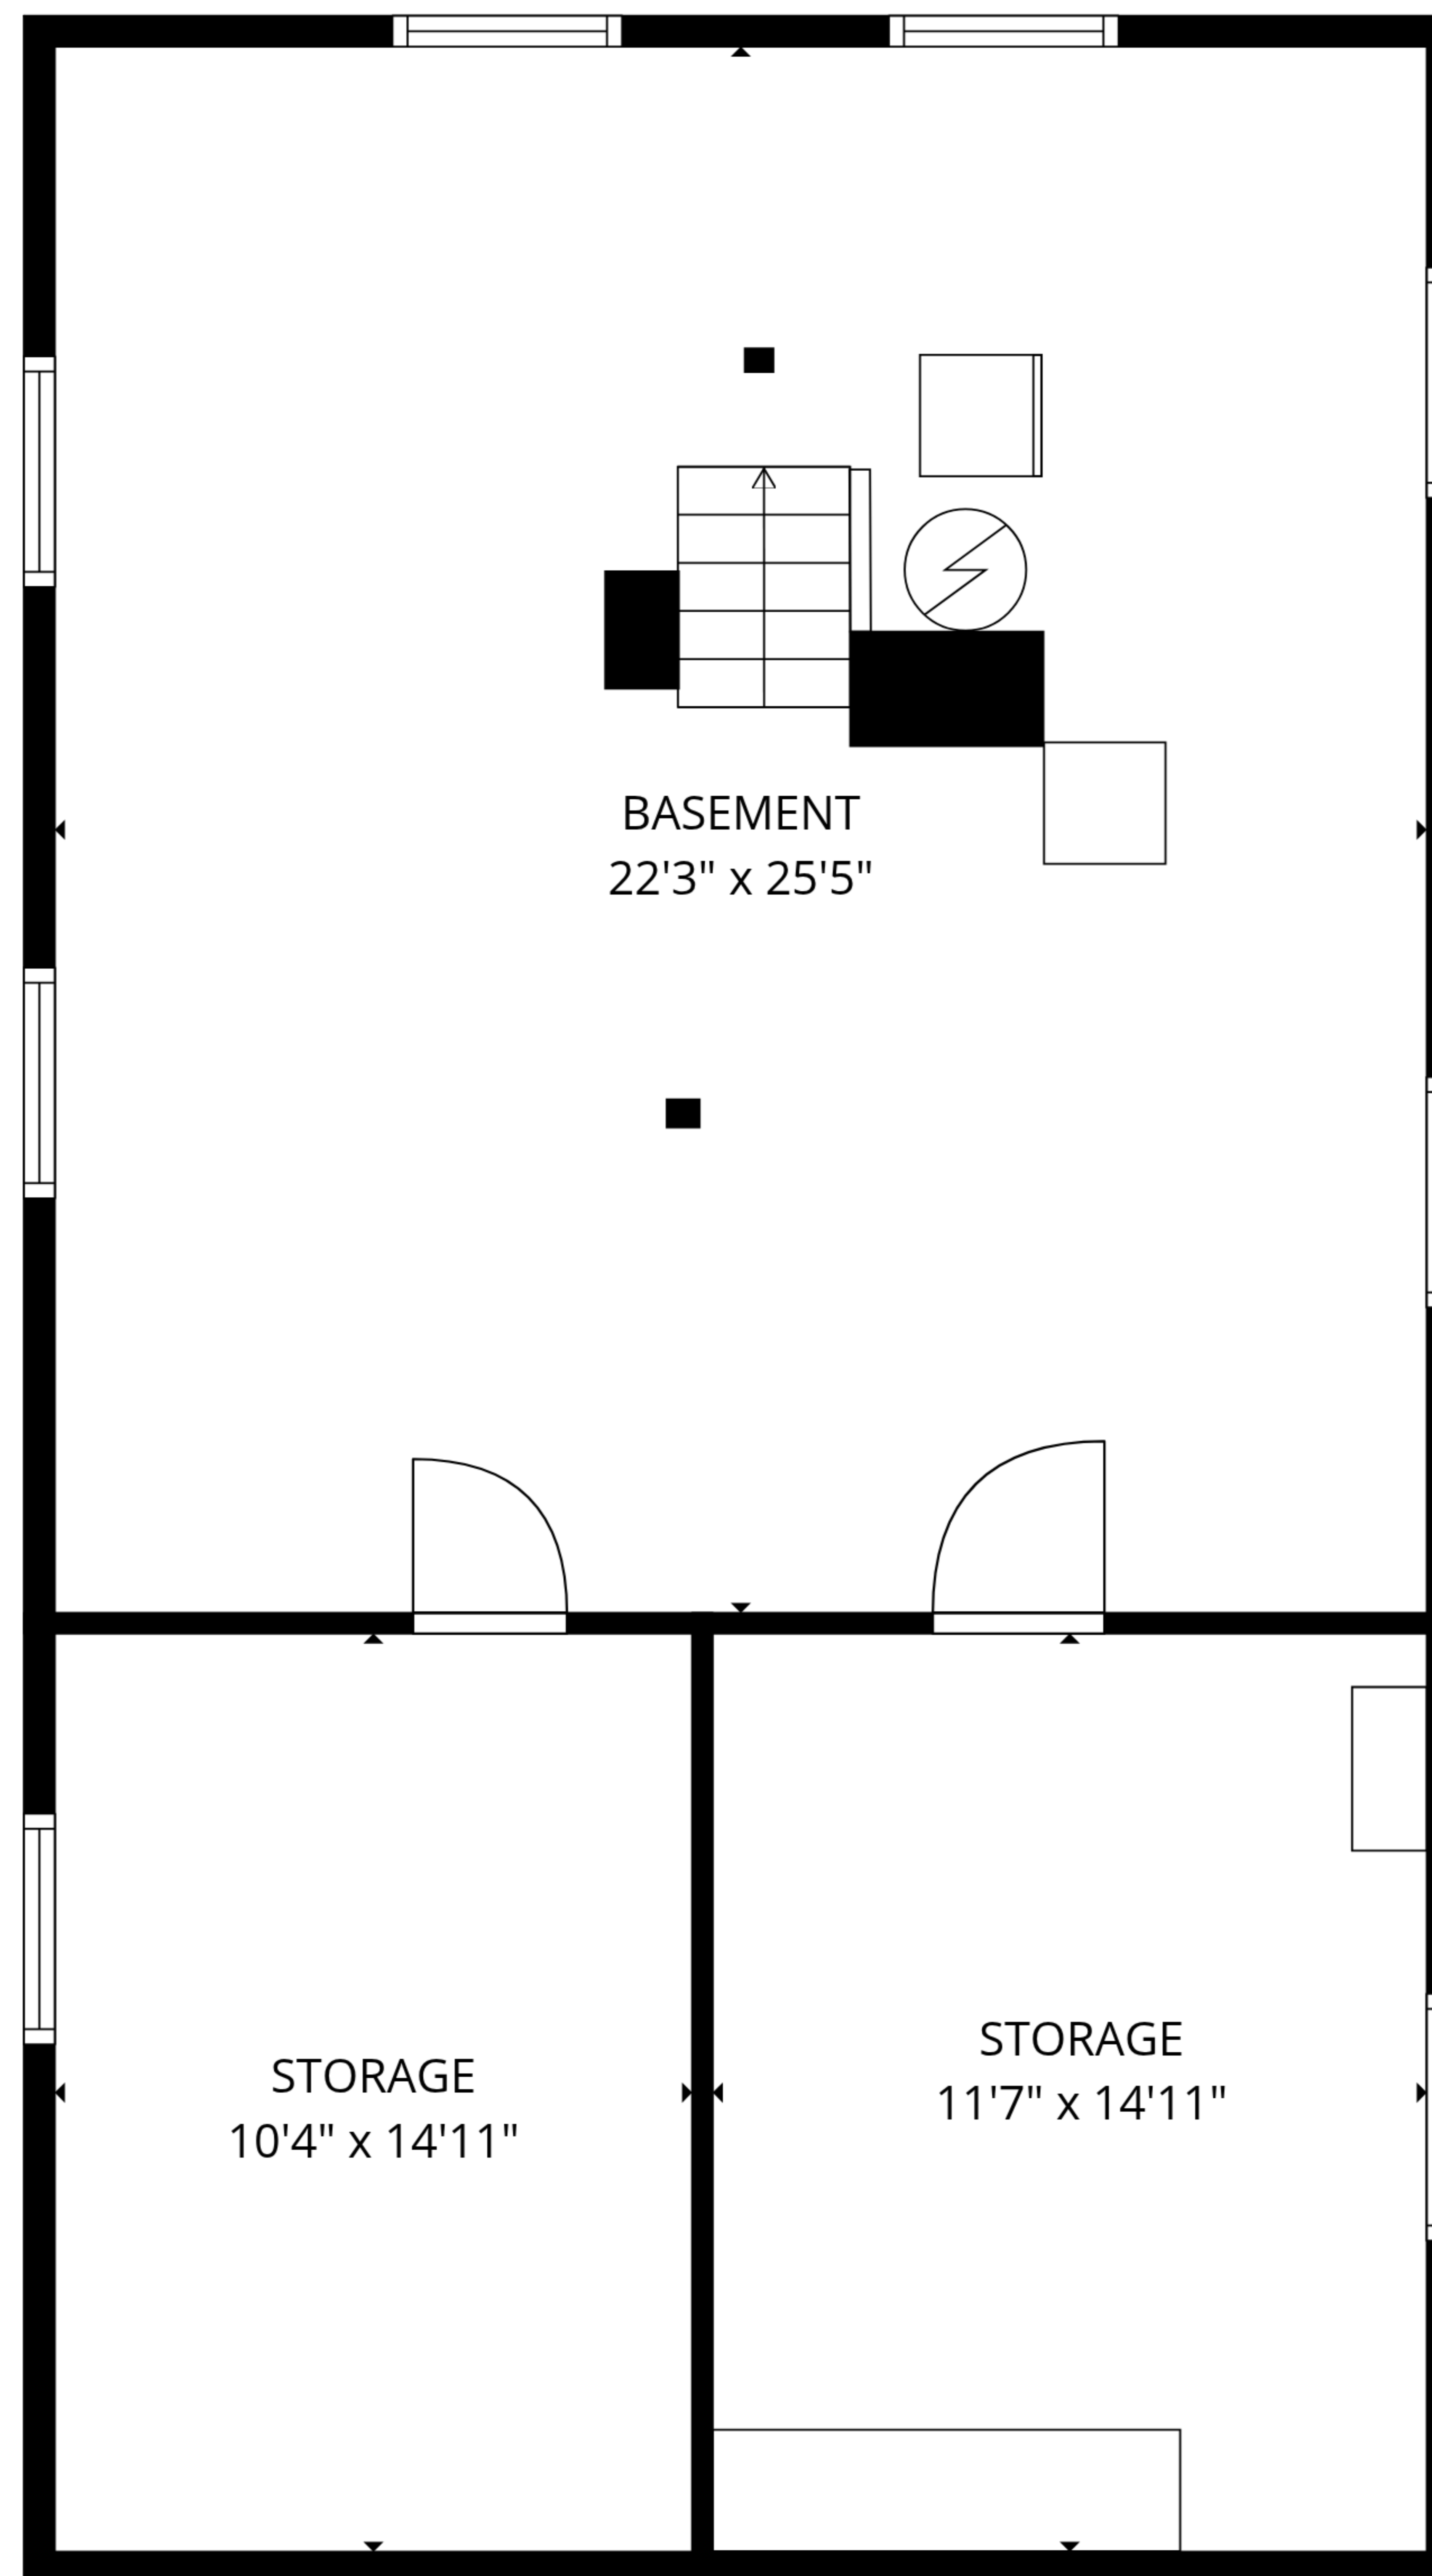 BASEMENT
22'3" x 25'5"
STORAGE
10'4" x 14'11"
STORAGE
11'7" x 14'11"